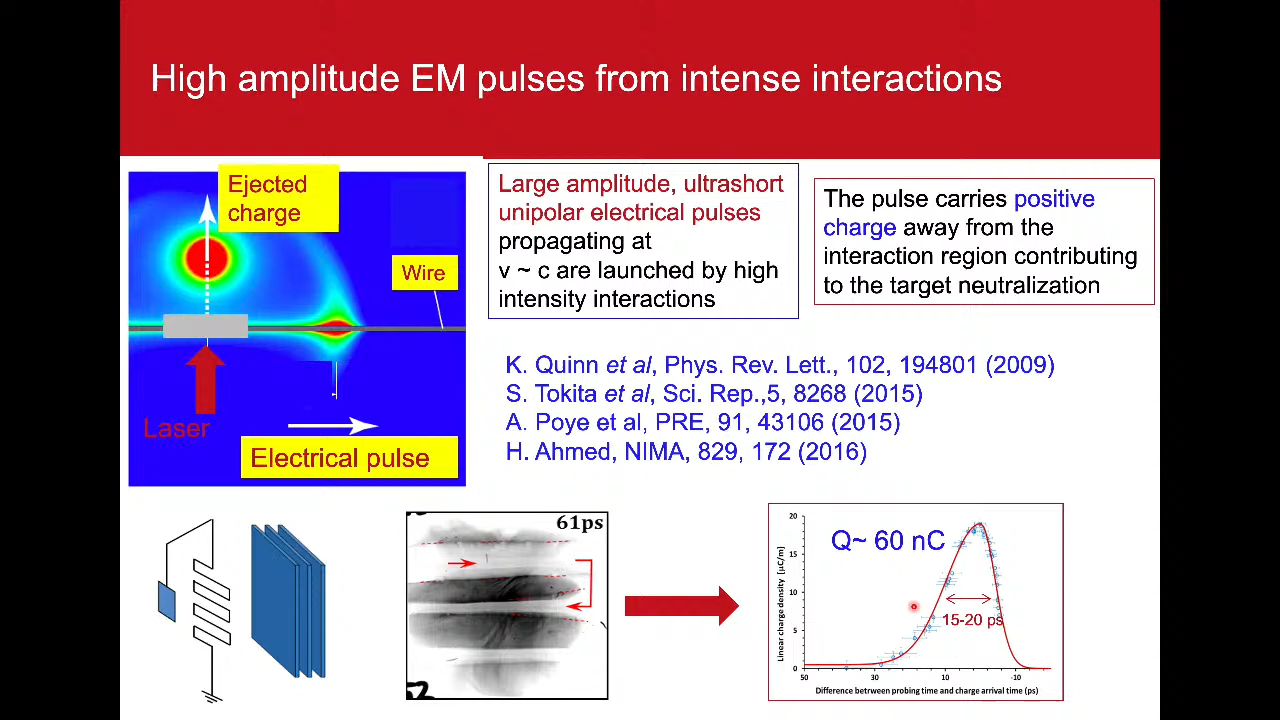 High amplitude EM pulses from intense interactions
Ejected
charge
Wire
Laser
Electrical pulse
Large amplitude, ultrashort
unipolar electrical pulses
propagating at
v ~ c are launched by high
intensity interactions
The pulse carries positive
charge away from the
interaction region contributing
to the target neutralization
K. Quinn et al, Phys. Rev. Lett., 102, 194801 (2009)
S. Tokita et al, Sci. Rep.,5, 8268 (2015)
A. Poye et al, PRE, 91, 43106 (2015)
H. Ahmed, NIMA, 829, 172 (2016)
61ps
Q~ 60 nC
15-20 ps
Linear charge density [μC/m]
20
15
10
5
0
50
30
10
-10
Difference betrween probing time and charge arrival time (ps)